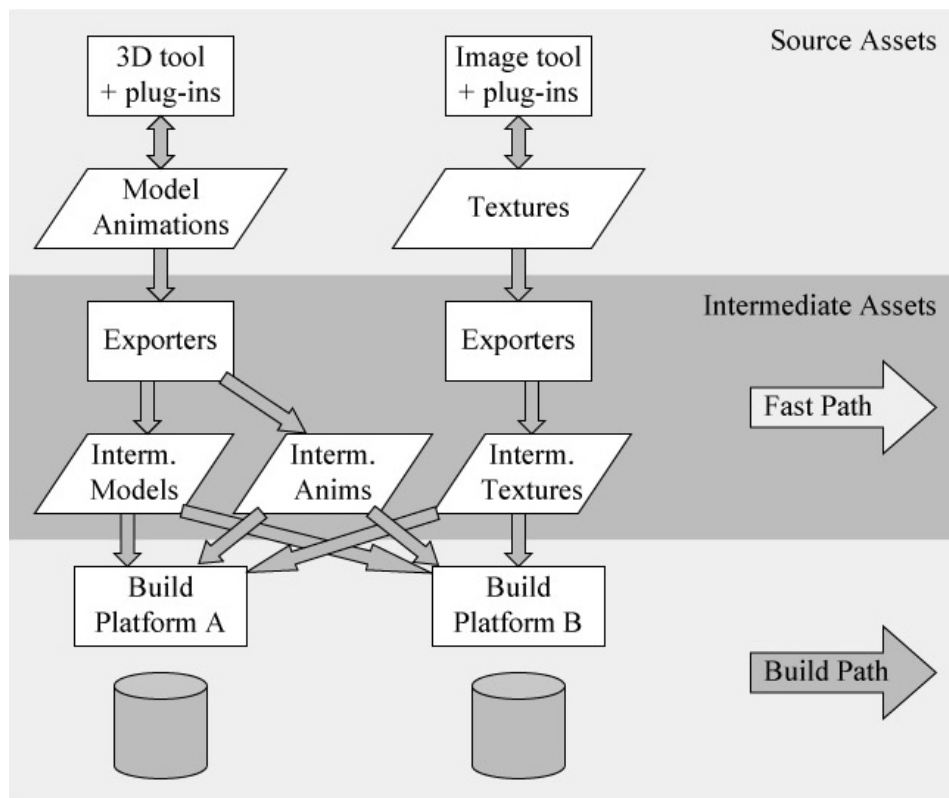 Source Assets
3D tool
+ plug-ins
Image tool
+ plug-ins
Model
Animations
Textures
Intermediate Assets
Exporters
Exporters
Fast Path
Interm.
Models
Interm.
Anims
Interm.
Textures
Build
Platform A
Build
Platform B
Build Path